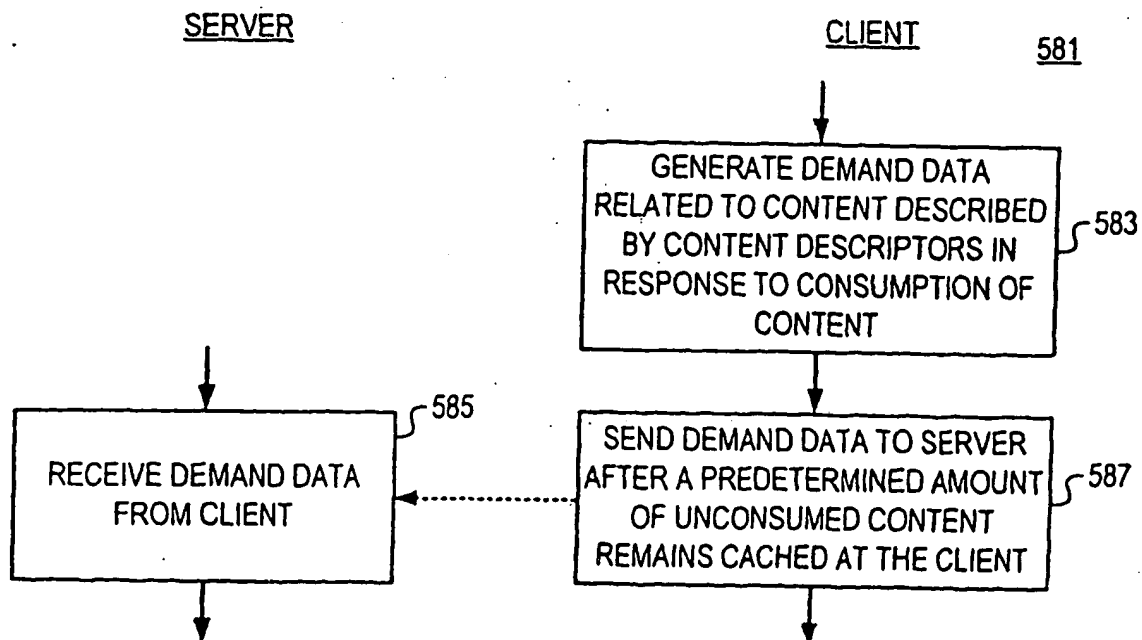 SERVER
CLIENT
581
GENERATE DEMAND DATA
RELATED TO CONTENT DESCRIBED
BY CONTENT DESCRIPTORS IN
RESPONSE TO CONSUMPTION OF
CONTENT
583
585
RECEIVE DEMAND DATA
FROM CLIENT
SEND DEMAND DATA TO SERVER
AFTER A PREDETERMINED AMOUNT
OF UNCONSUMED CONTENT
REMAINS CACHED AT THE CLIENT
587